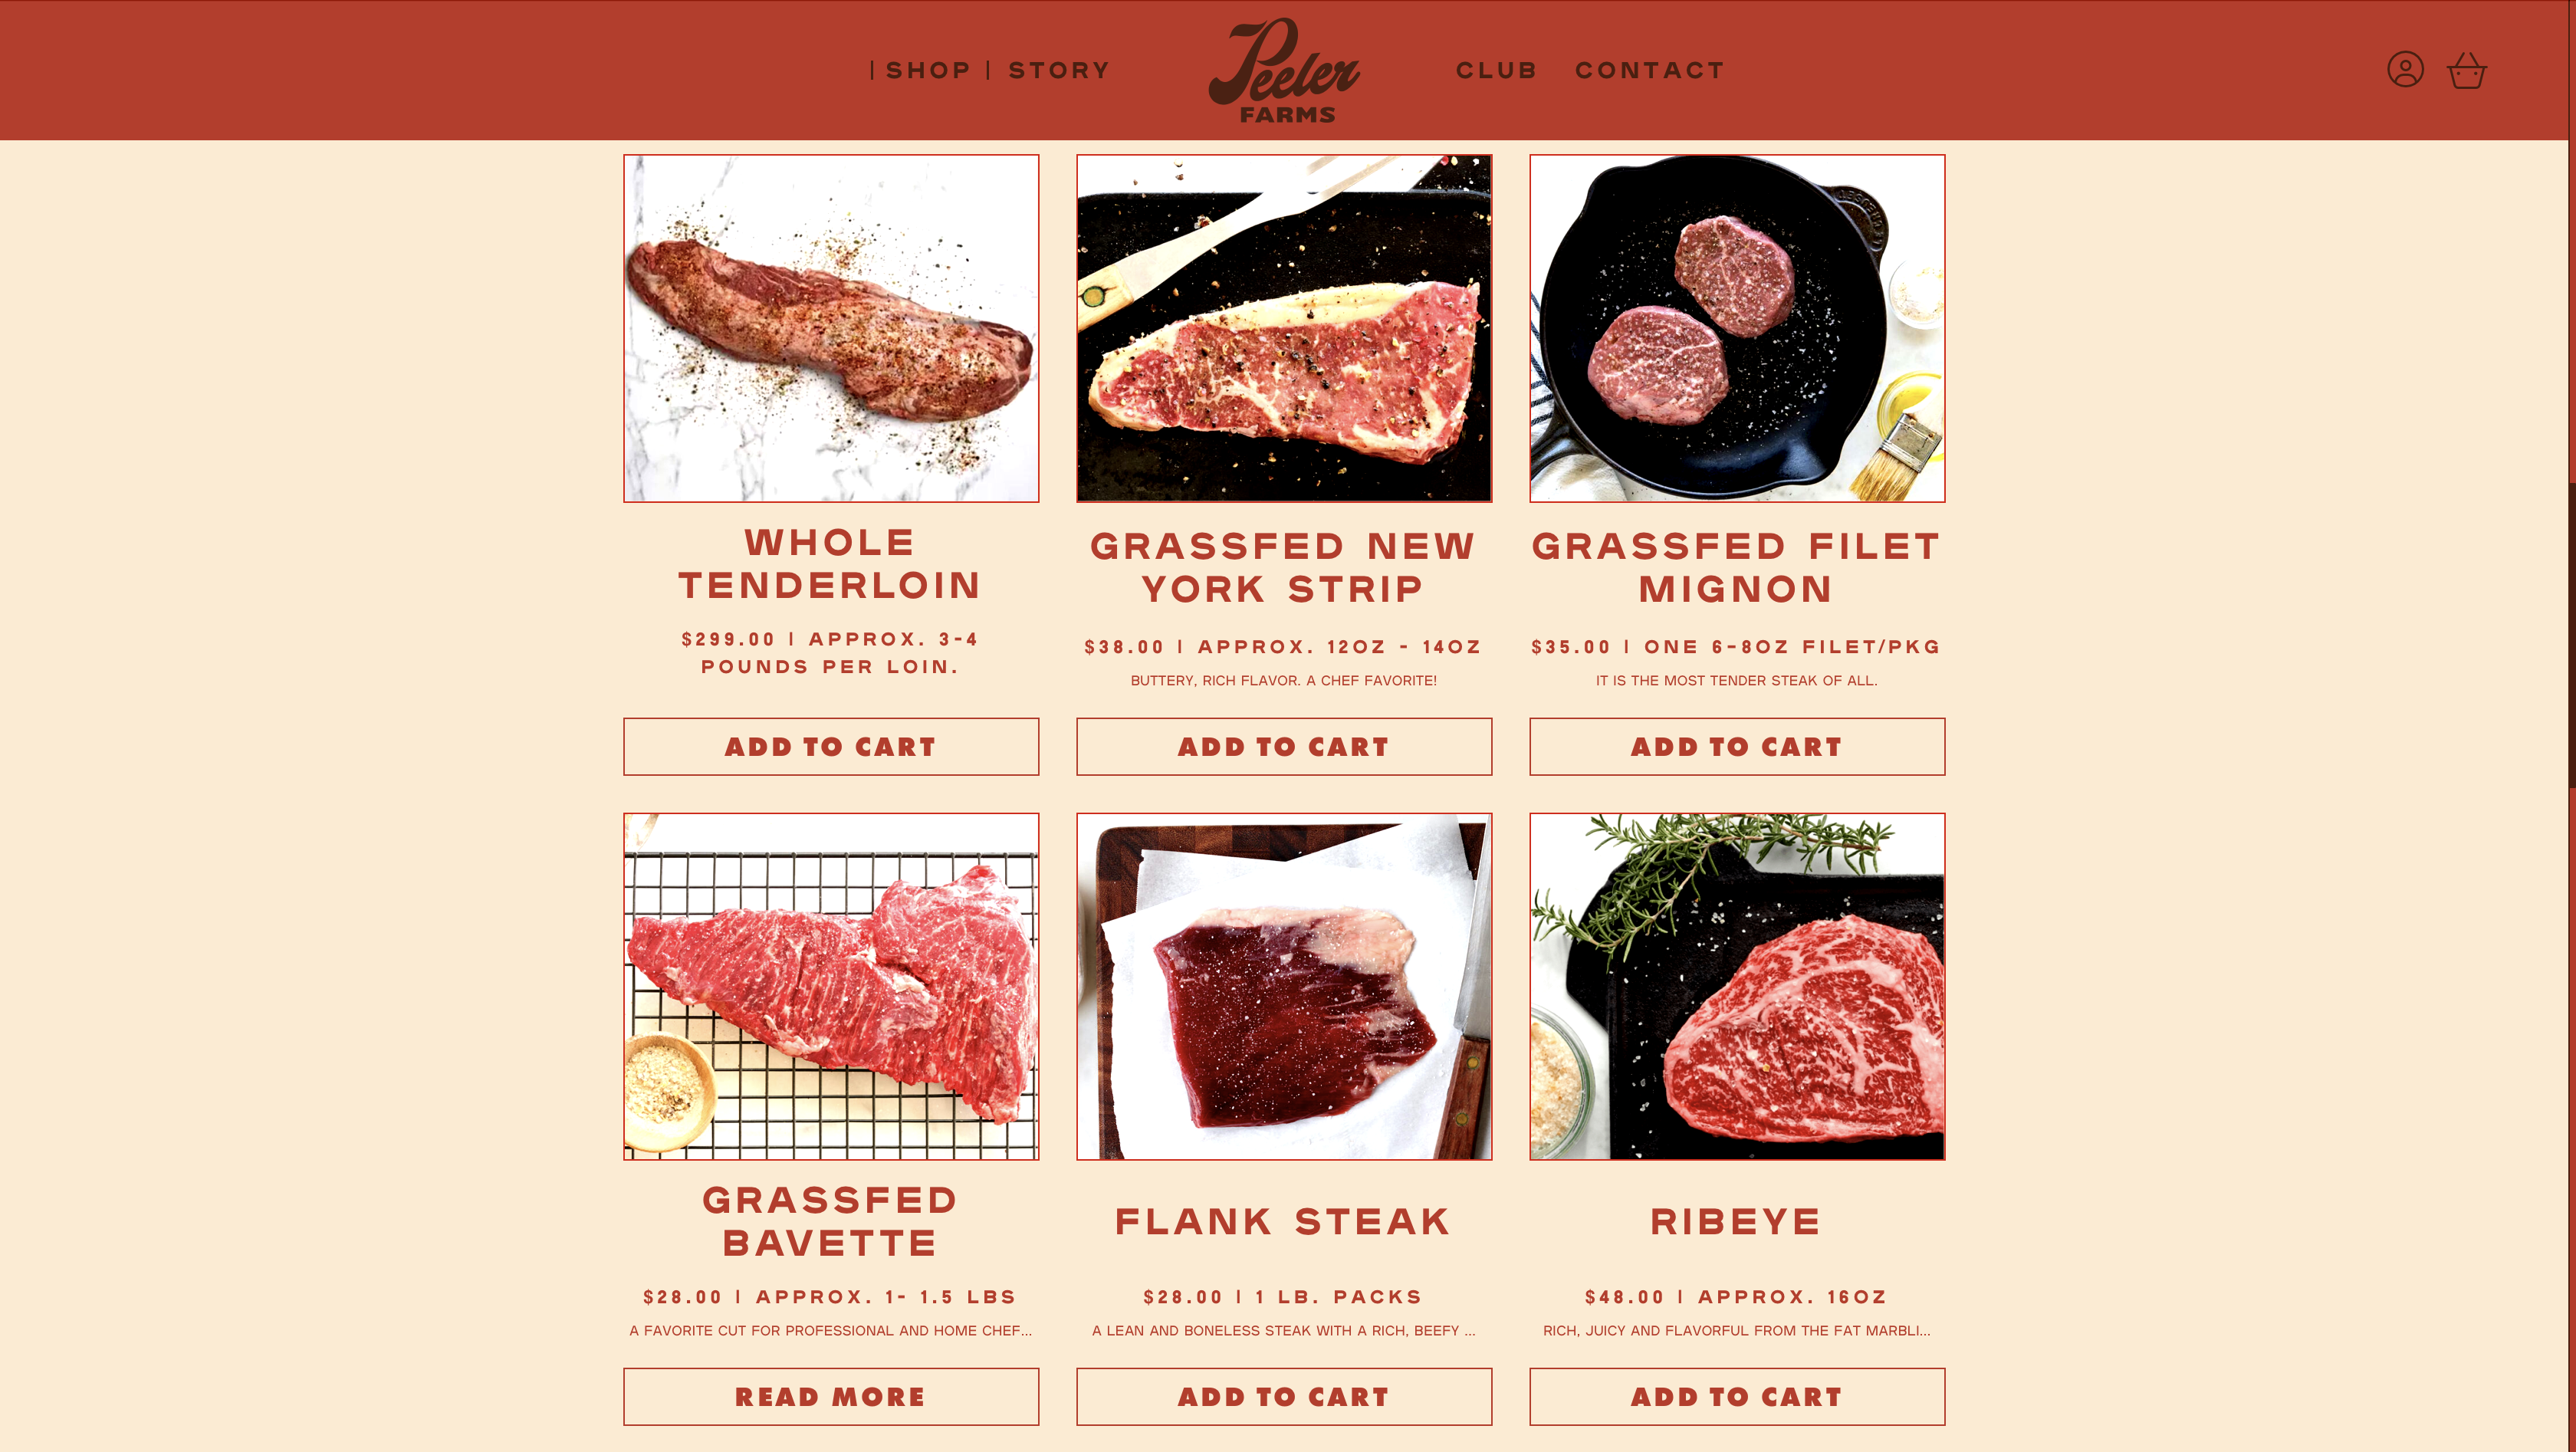 | SHOP | STORY
Peeler
FARMS
CLUB CONTACT
WHOLE
TENDERLOIN
$299.00 | APPROX. 3-4
POUNDS PER LOIN.
ADD TO CART
GRASSFED NEW
YORK STRIP
$38.00 | APPROX. 12OZ - 14OZ
BUTTERY, RICH FLAVOR. A CHEF FAVORITE!
ADD TO CART
GRASSFED FILET
MIGNON
$35.00 | ONE 6-8OZ FILET/PKG
IT IS THE MOST TENDER STEAK OF ALL.
ADD TO CART
GRASSFED
BAVETTE
$28.00 | APPROX. 1- 1.5 LBS
A FAVORITE CUT FOR PROFESSIONAL AND HOME CHEF...
READ MORE
FLANK STEAK
$28.00 | 1 LB. PACKS
A LEAN AND BONELESS STEAK WITH A RICH, BEEFY ...
ADD TO CART
RIBEYE
$48.00 | APPROX. 16OZ
RICH, JUICY AND FLAVORFUL FROM THE FAT MARBLI...
ADD TO CART